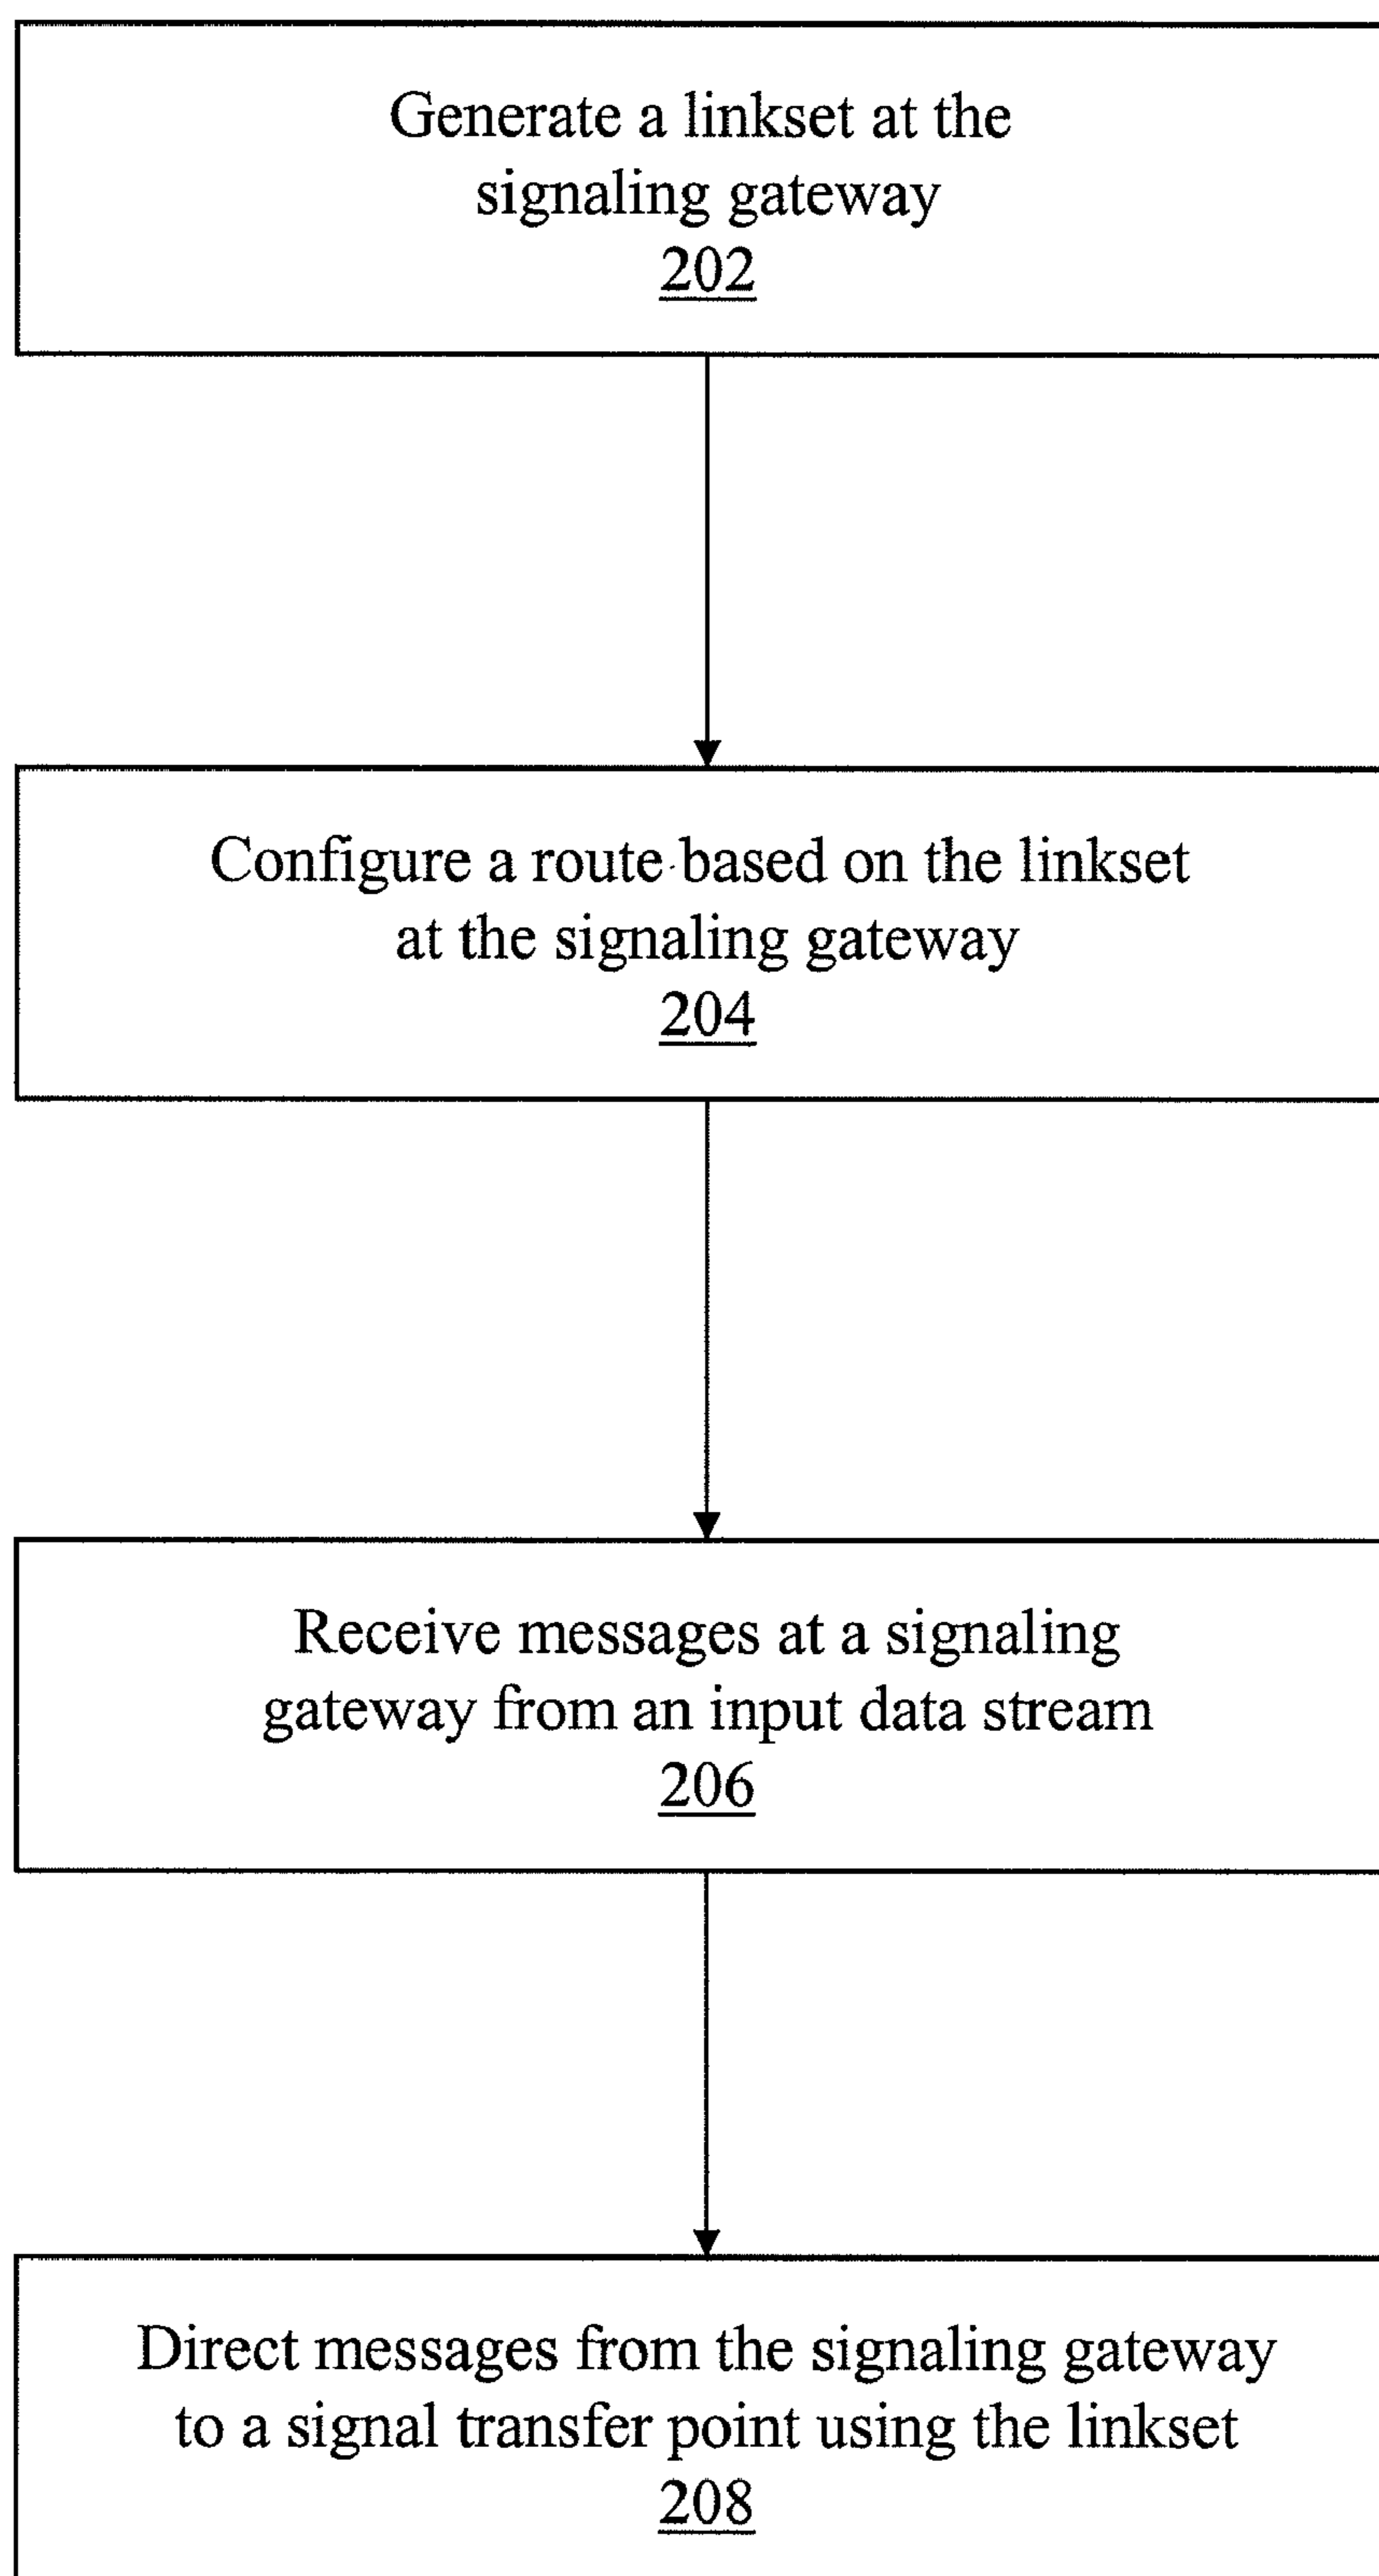 Generate a linkset at the
signaling gateway
202
Configure a route based on the linkset
at the signaling gateway
204
Receive messages at a signaling
gateway from an input data stream
206
Direct messages from the signaling gateway
to a signal transfer point using the linkset
208